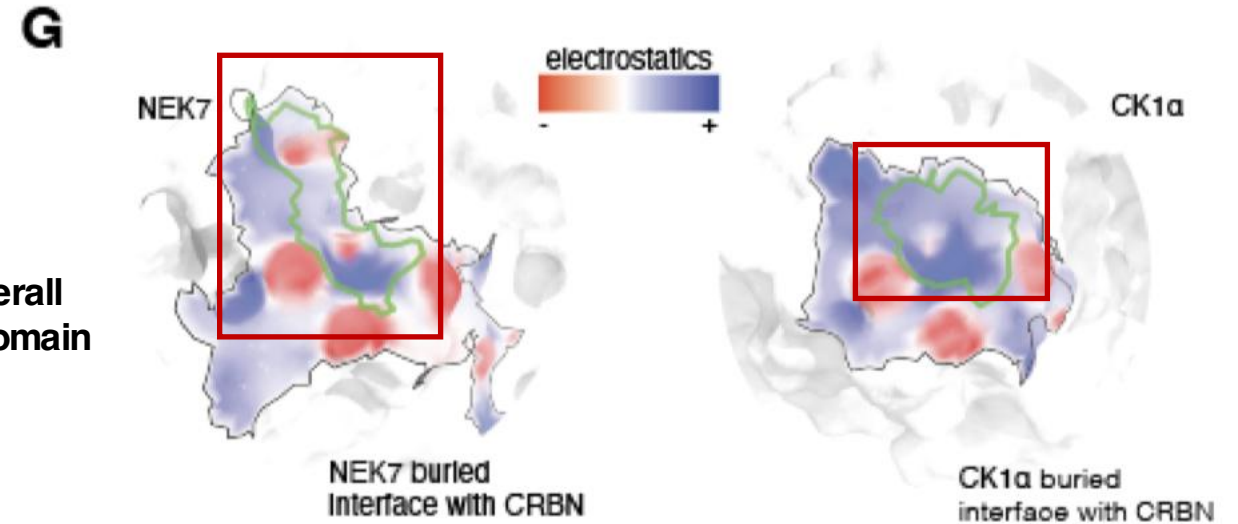 G
electrostatics
NEK7
CK1α
- +
erall
omain
NEK7 buried
Interface with CRBN
CK1α buried
interface with CRBN